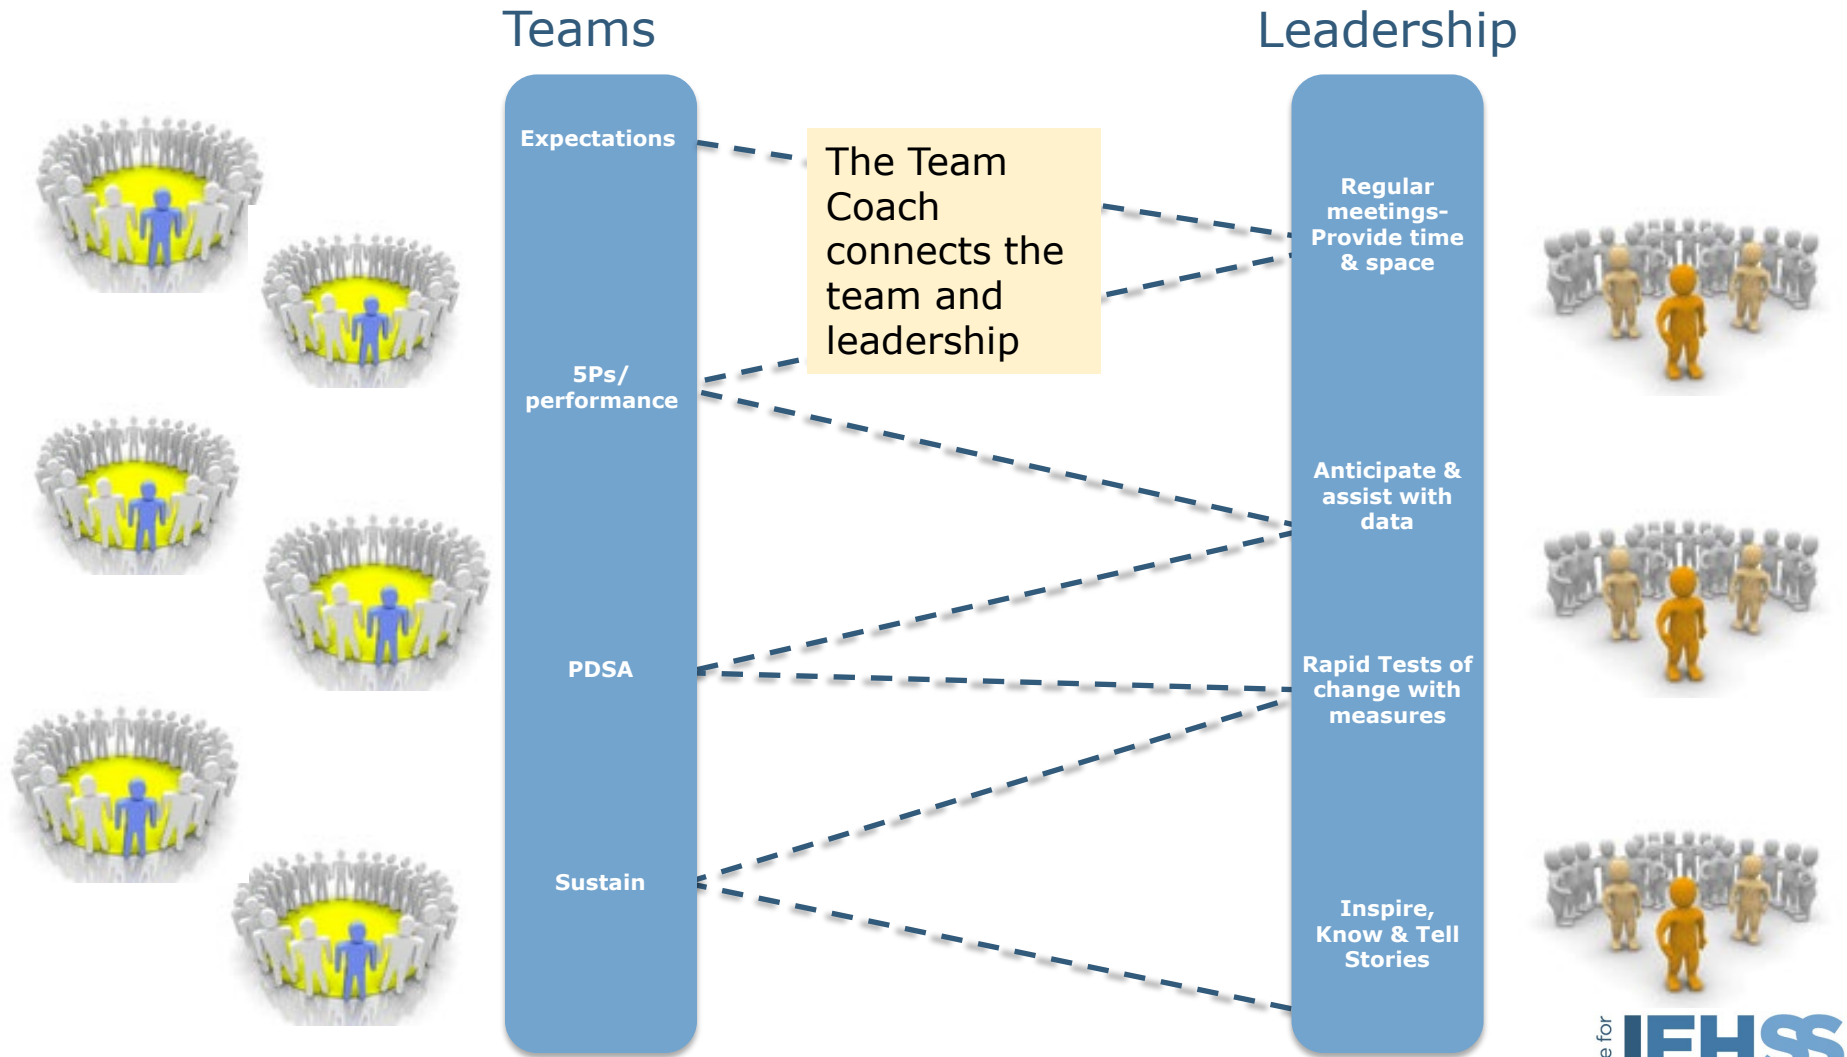 Teams
Leadership
Expectations
The Team
Coach
connects the
team and
leadership
Regular
meetings-
Provide time
& space
5Ps/
performance
Anticipate &
assist with
data
PDSA
Rapid Tests of
change with
measures
Sustain
Inspire,
Know & Tell
Stories
for